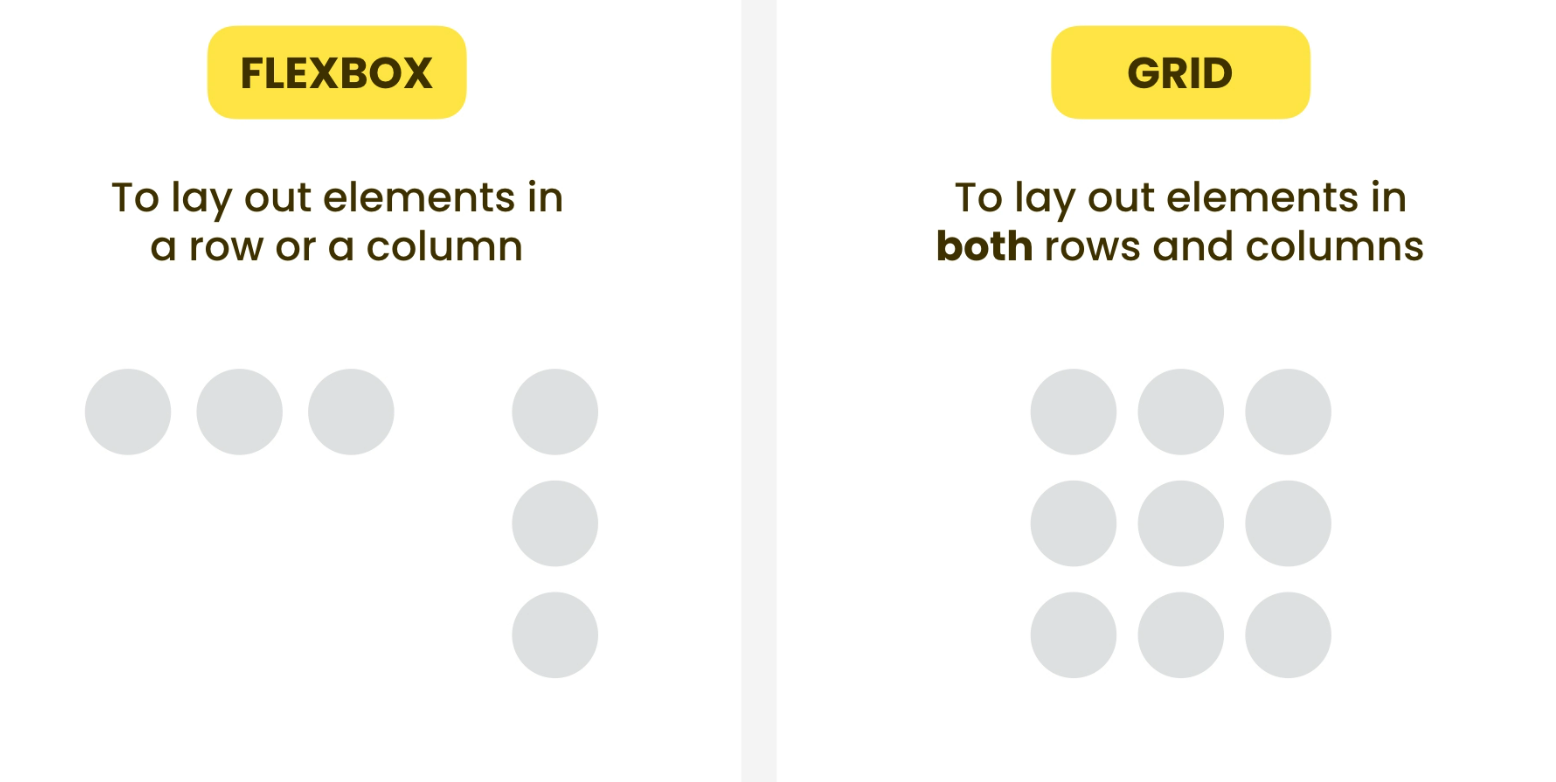 FLEXBOX
To lay out elements in
a row or a column
GRID
To lay out elements in
both rows and columns